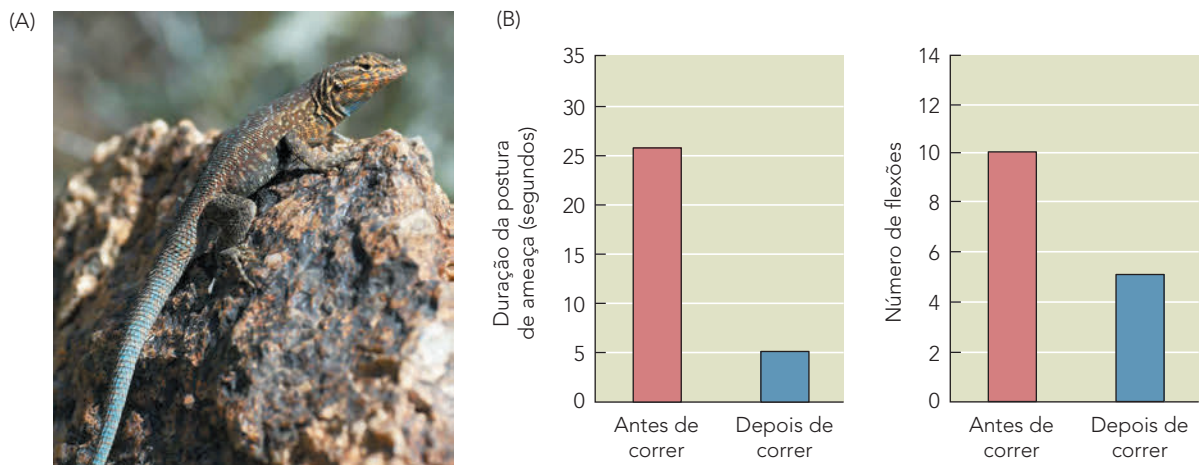 (A)
(B)
Duração da postura
de ameaça (segundos)
35
30
25
20
15
10
5
0
Antes de
correr
Depois de
correr
Número de flexões
14
12
10
8
6
4
2
0
Antes de
correr
Depois de
correr